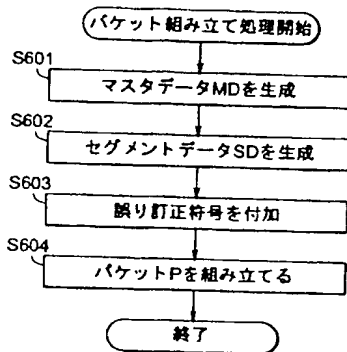 パケット組み立て処理開始
S601
マスタデータMDを生成
S602
セグメントデータSDを生成
S603
誤り訂正符号を付加
S604
パケットPを組み立てる
終了